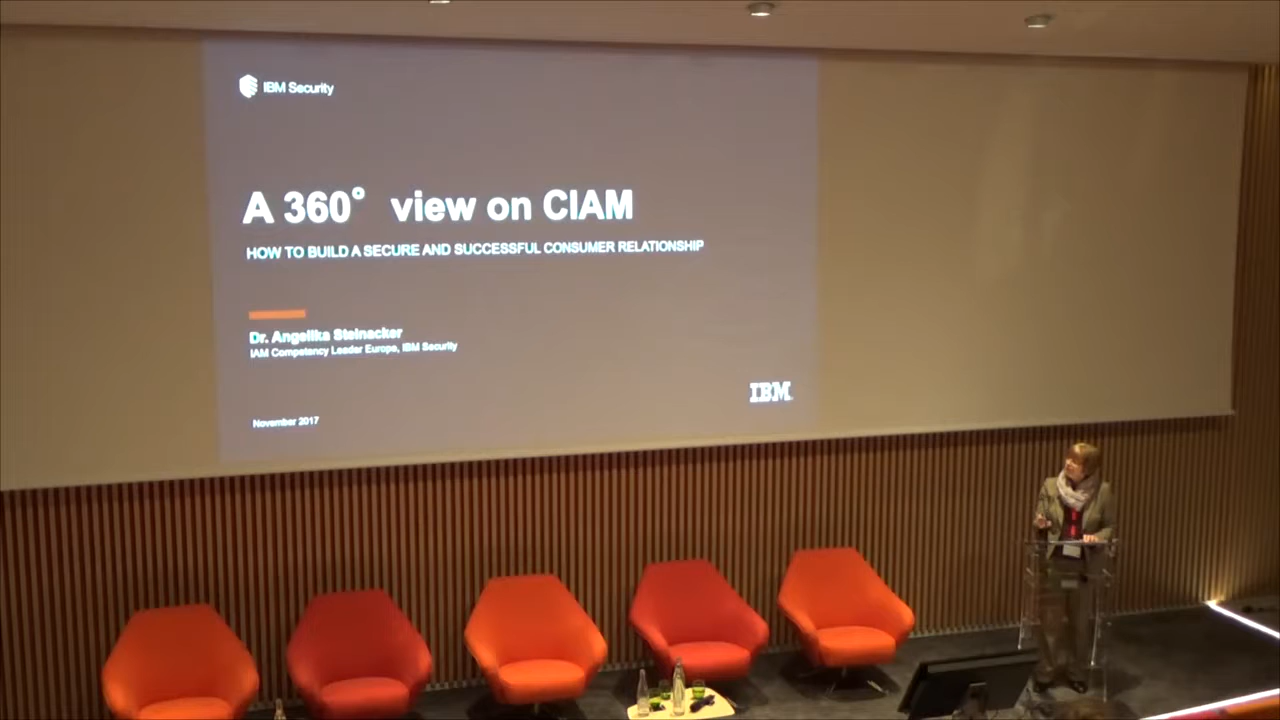 IBM Security
A 360° view on CIAM
HOW TO BUILD A SECURE AND SUCCESSFUL CONSUMER RELATIONSHIP
Dr. Angelika Steinacker
IAM Competency Leader Europe, IBM Security
IBM
November 2017